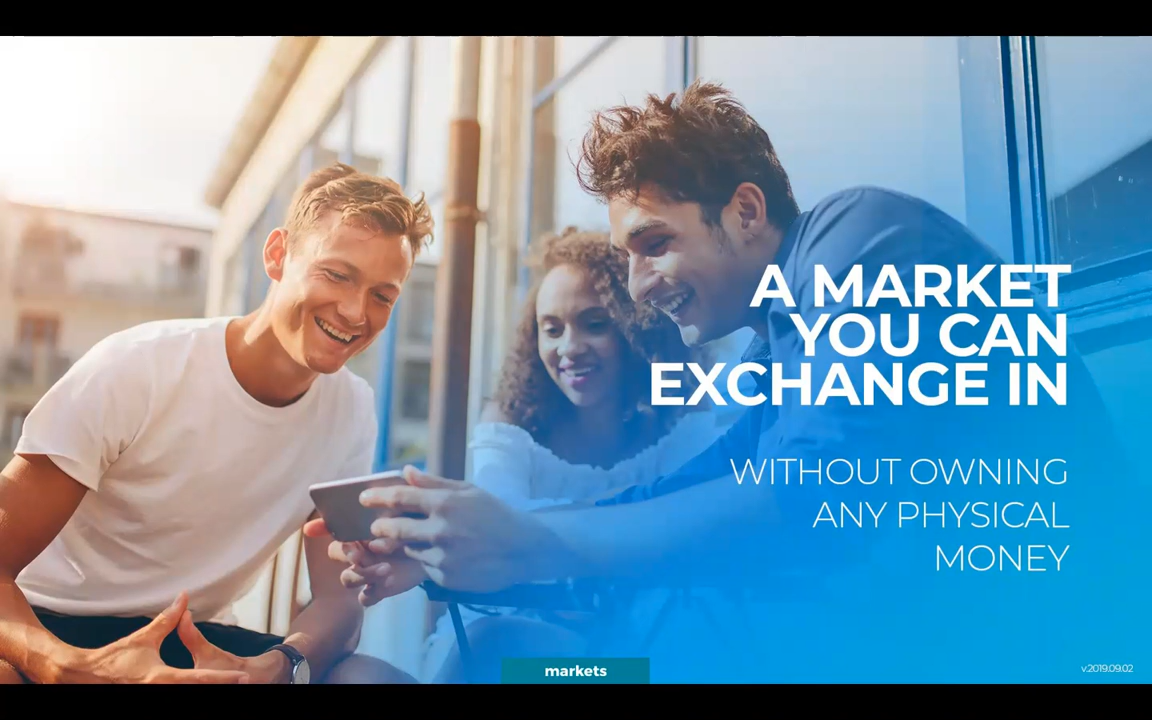 A MARKET
YOU CAN
EXCHANGE IN
WITHOUT OWNING
ANY PHYSICAL
MONEY
markets
v.2019.09.02